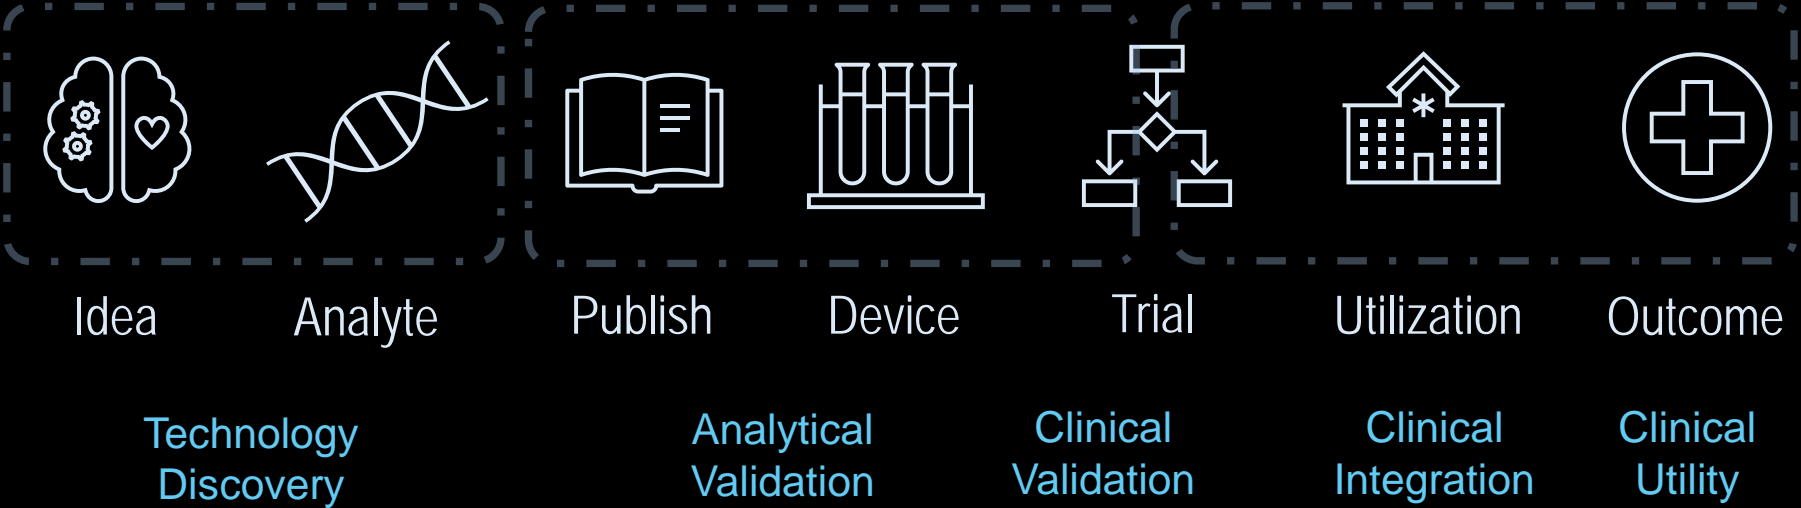 Idea
Analyte
Publish
Device
Trial
Utilization
Outcome
Technology
Discovery
Analytical
Validation
Clinical
Validation
Clinical
Integration
Clinical
Utility